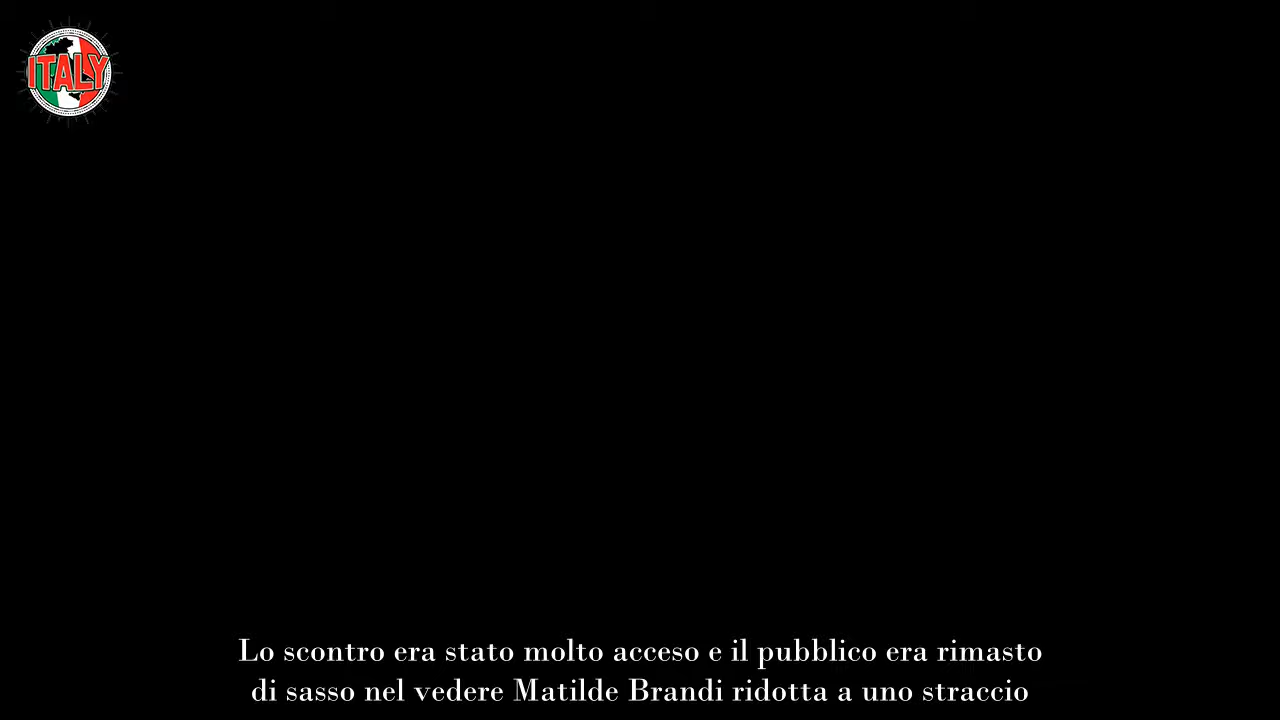 ITALY
Lo scontro era stato molto acceso e il pubblico era rimasto
di sasso nel vedere Matilde Brandi ridotta a uno straccio